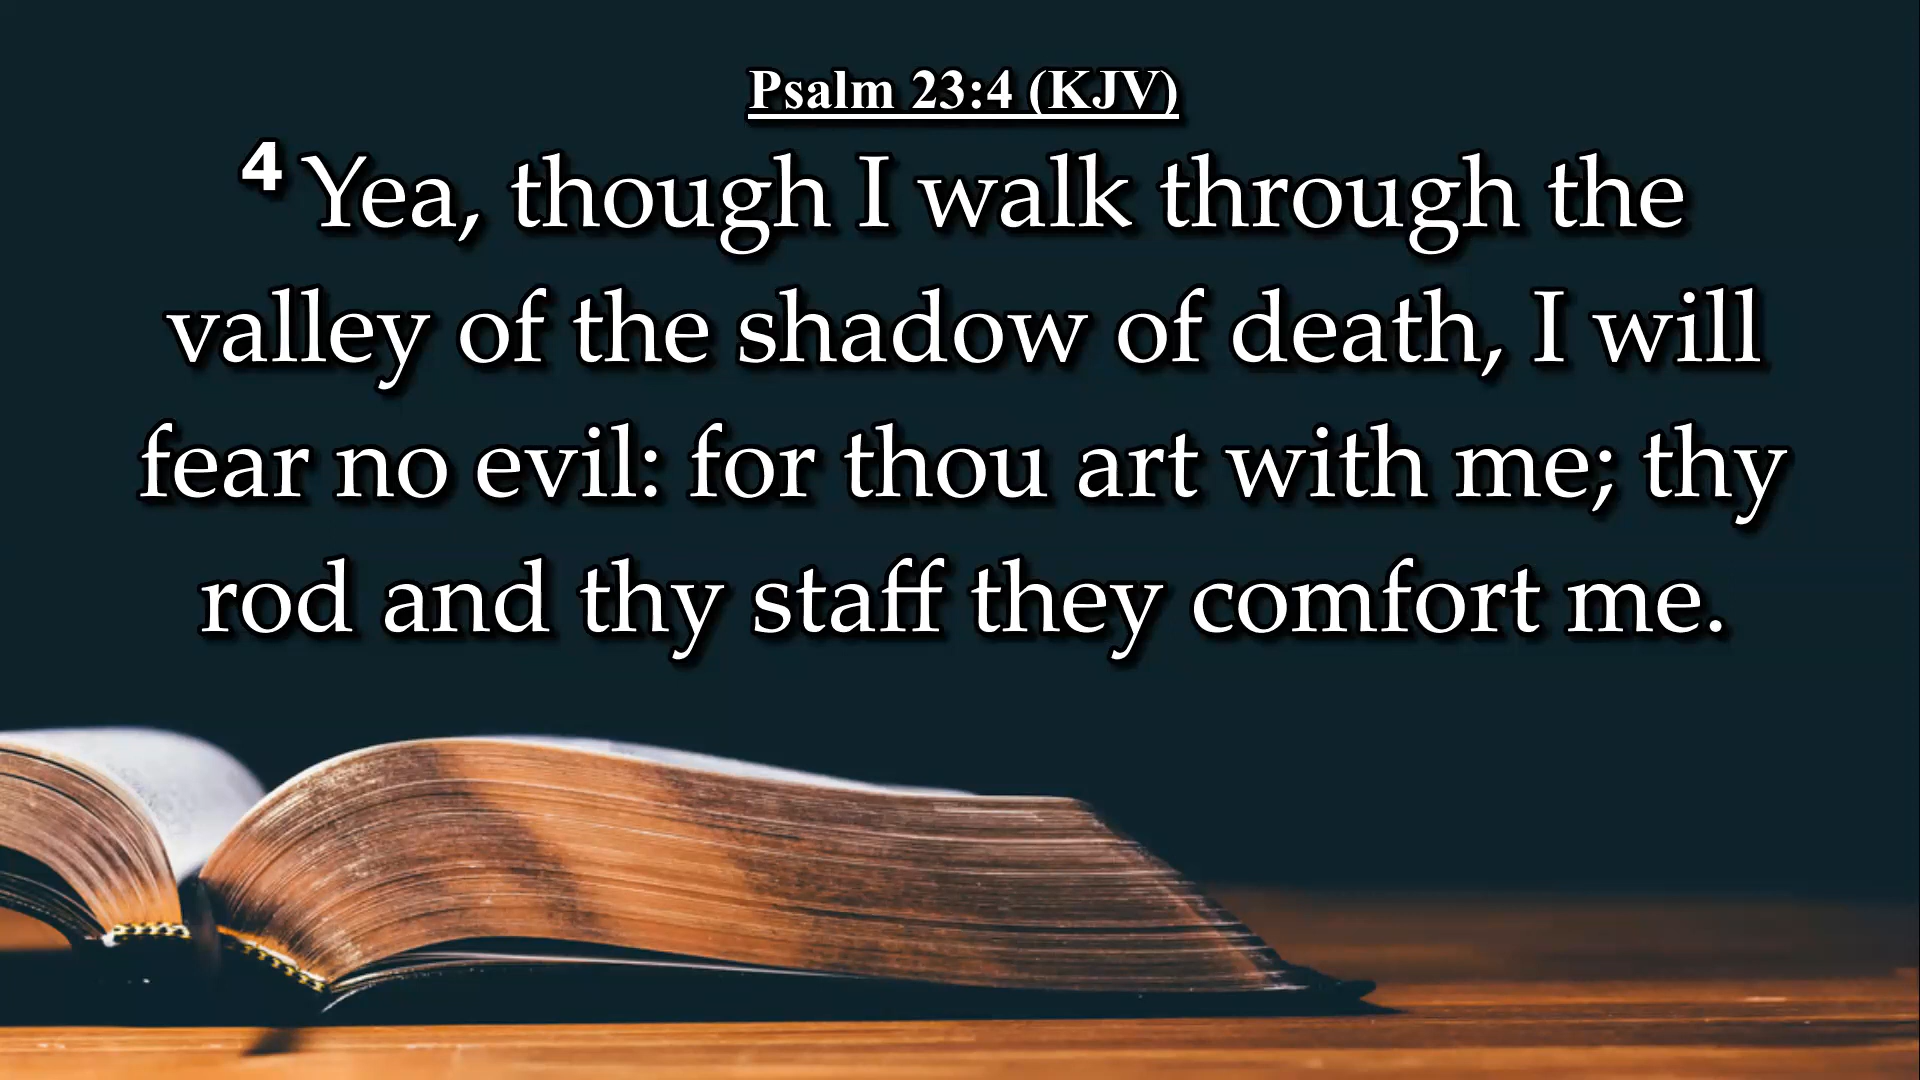 Psalm 23:4 (KJV)
4 Yea, though I walk through the
valley of the shadow of death, I will
fear no evil: for thou art with me; thy
rod and thy staff they comfort me.